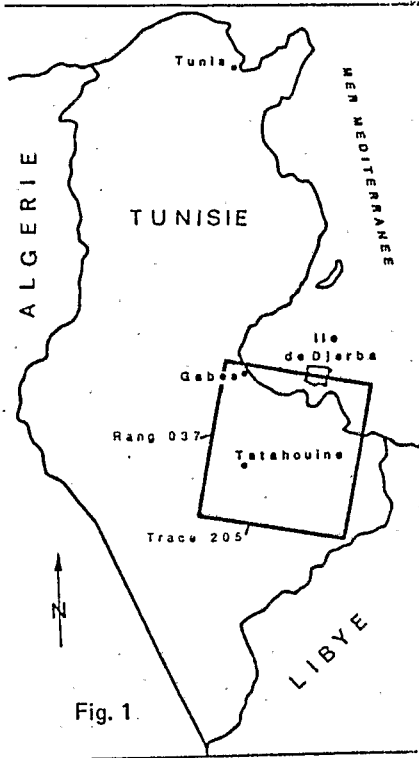 Tunis
MER MEDITERRANEE
ALGERIE
TUNISIE
Ile
de Djerba
Gabes
Rang 037
Tatahouine
Trace 205
N
LIBYE
Fig. 1